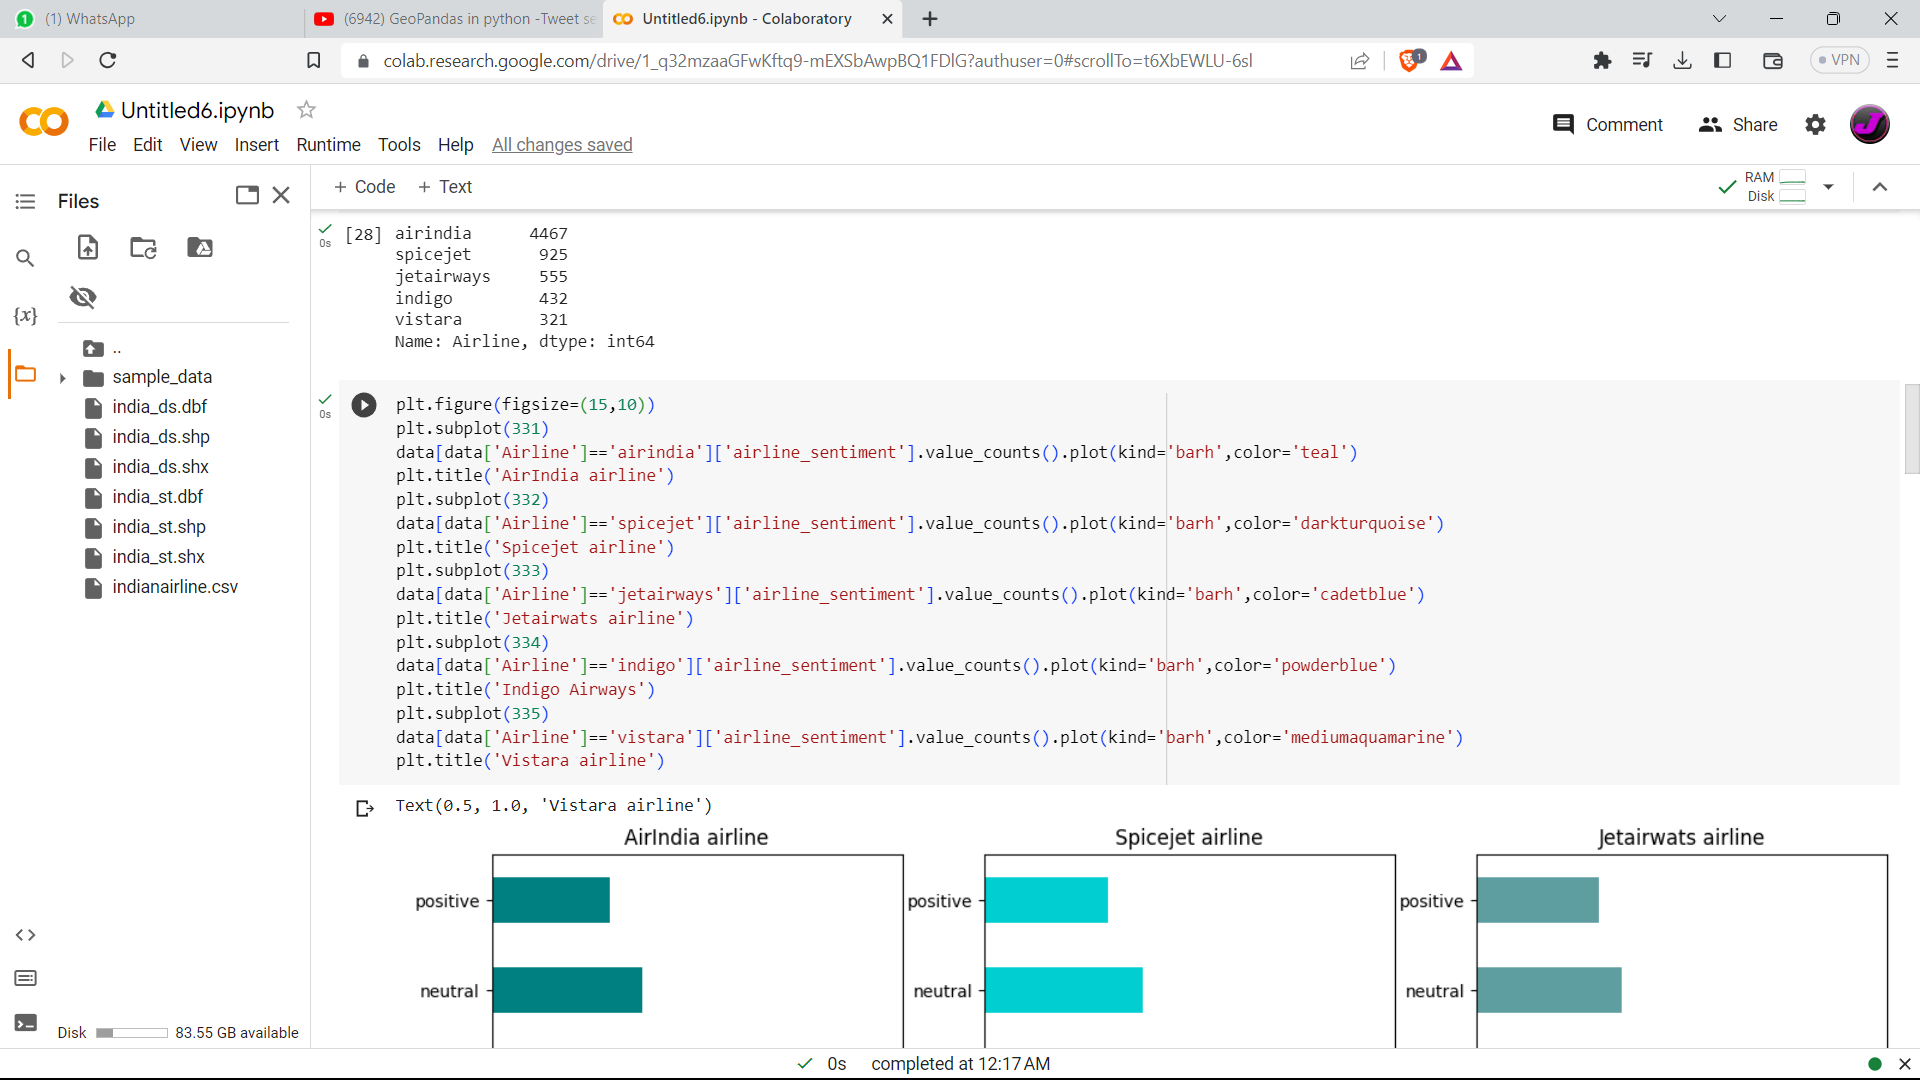 1 (1) WhatsApp
(6942) GeoPandas in python -Tweet se
Untitled6.ipynb - Colaboratory
colab.research.google.com/drive/1_q32mzaaGFwKftq9-mEXSbAwpBQ1FDlG?authuser=0#scrollTo=t6XbEWLU-6sl
1
VPN
Untitled6.ipynb
File Edit View Insert Runtime Tools Help All changes saved
Comment
Share
J
Files
+ Code + Text
RAM
Disk
{x}
..
sample_data
india_ds.dbf
india_ds.shp
india_ds.shx
india_st.dbf
india_st.shp
india_st.shx
indianairline.csv
Disk 83.55 GB available
0s
[28] airindia 4467
spicejet 925
jetairways 555
indigo 432
vistara 321
Name: Airline, dtype: int64
0s
plt.figure(figsize=(15,10))
plt.subplot(331)
data[data['Airline']=='airindia']['airline_sentiment'].value_counts().plot(kind='barh',color='teal')
plt.title('AirIndia airline')
plt.subplot(332)
data[data['Airline']=='spicejet']['airline_sentiment'].value_counts().plot(kind='barh',color='darkturquoise')
plt.title('Spicejet airline')
plt.subplot(333)
data[data['Airline']=='jetairways']['airline_sentiment'].value_counts().plot(kind='barh',color='cadetblue')
plt.title('Jetairwats airline')
plt.subplot(334)
data[data['Airline']=='indigo']['airline_sentiment'].value_counts().plot(kind='barh',color='powderblue')
plt.title('Indigo Airways')
plt.subplot(335)
data[data['Airline']=='vistara']['airline_sentiment'].value_counts().plot(kind='barh',color='mediumaquamarine')
plt.title('Vistara airline')
Text(0.5, 1.0, 'Vistara airline')
AirIndia airline
positive
neutral
Spicejet airline
positive
neutral
Jetairwats airline
positive
neutral
0s completed at 12:17 AM